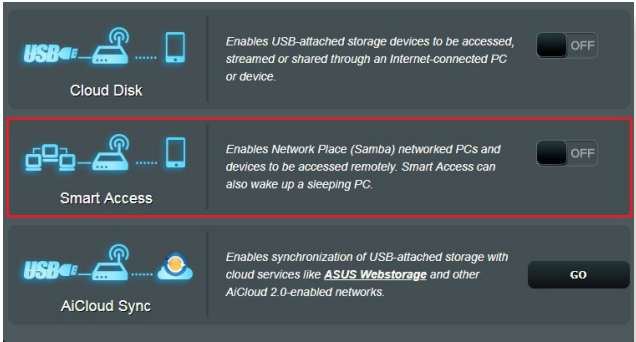 Enables USB-attached storage devices to be accessed,
streamed or shared through an Internet-connected PC
or device.
OFF
USB
Cloud Disk
Enables Network Place (Samba) networked PCs and
devices to be accessed remotely. Smart Access can
also wake up a sleeping PC.
OFF
Smart Access
Enables synchronization of USB-attached storage with
cloud services like ASUS Webstorage and other
AiCloud 2.0-enabled networks.
GO
USB
AiCloud Sync